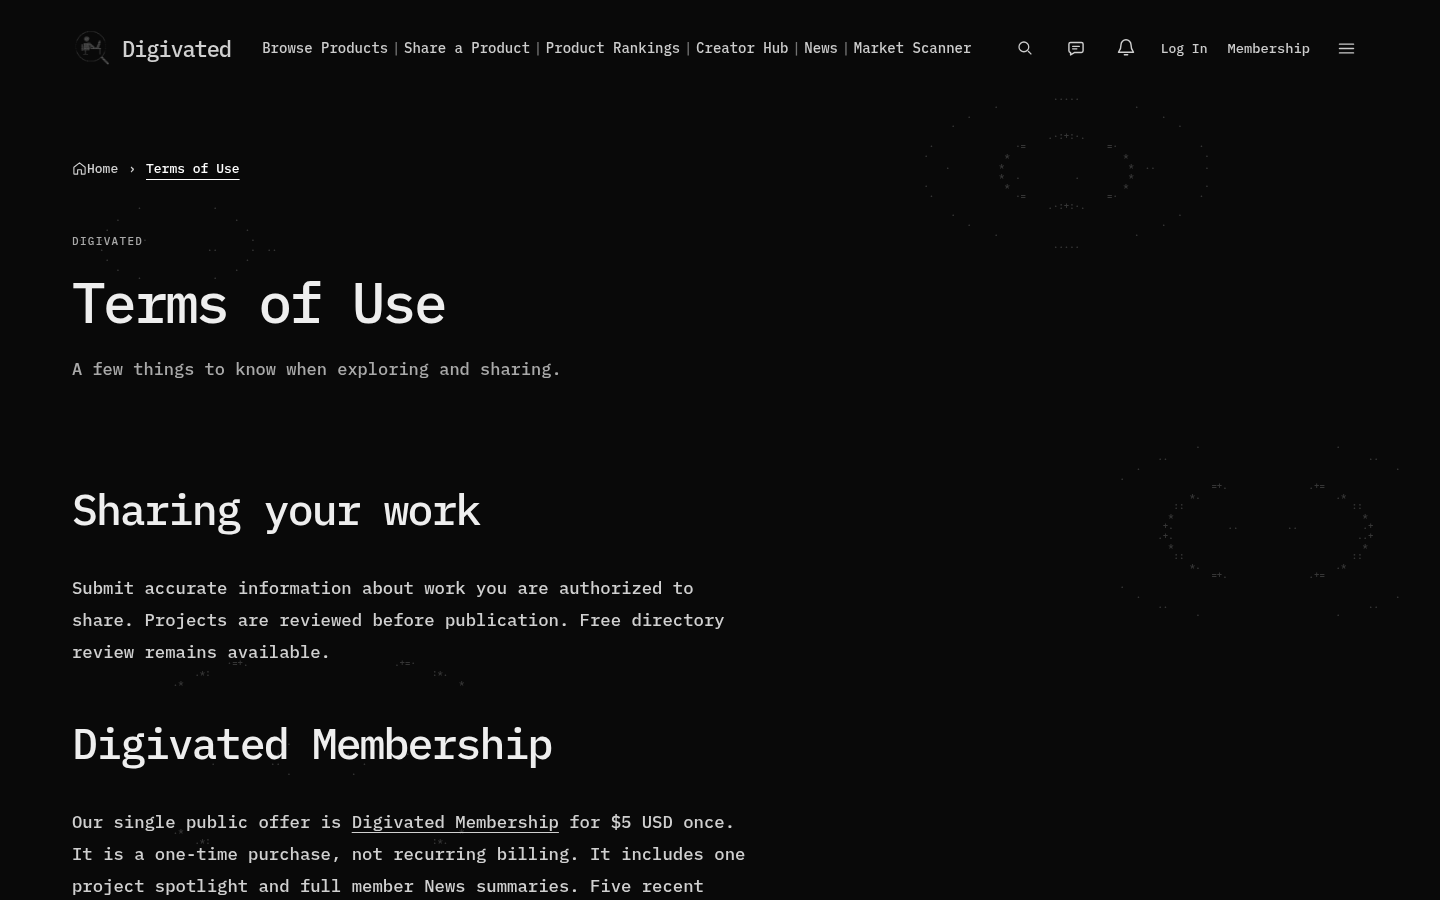 Digivated
Browse Products | Share a Product | Product Rankings | Creator Hub | News | Market Scanner
Log In
Membership
Home › Terms of Use
DIGIVATED
Terms of Use
A few things to know when exploring and sharing.
Sharing your work
Submit accurate information about work you are authorized to
share. Projects are reviewed before publication. Free directory
review remains available.
Digivated Membership
Our single public offer is Digivated Membership for $5 USD once.
It is a one-time purchase, not recurring billing. It includes one
project spotlight and full member News summaries. Five recent